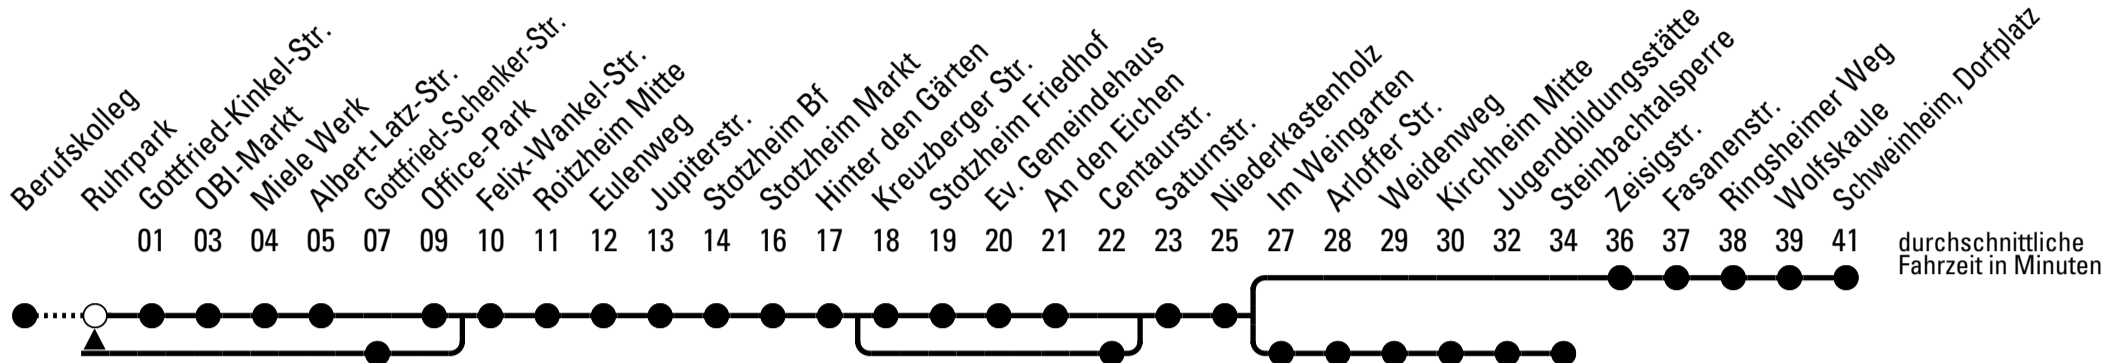 Berufskolleg
Ruhrpark
Gottfried-Kinkel-Str.
OBI-Markt
Miele Werk
Albert-Latz-Str.
Gottfried-Schenker-Str.
Office-Park
Felix-Wankel-Str.
Roitzheim Mitte
Eulenweg
Jupiterstr.
Stotzheim Bf
Stotzheim Markt
Hinter den Gärten
Kreuzberger Str.
Stotzheim Friedhof
Ev. Gemeindehaus
An den Eichen
Centaurstr.
Saturnstr.
Niederkastenholz
Im Weingarten
Arloffer Str.
Weidenweg
Kirchheim Mitte
Jugendbildungsstätte
Steinbachtalsperre
Zeisigstr.
Fasanenstr.
Ringsheimer Weg
Wolfskaule
Schweinheim, Dorfplatz
01 03 04 05 07 09 10 11 12 13 14 16 17 18 19 20 21 22 23 25 27 28 29 30 32 34 36 37 38 39 41
durchschnittliche
Fahrzeit in Minuten